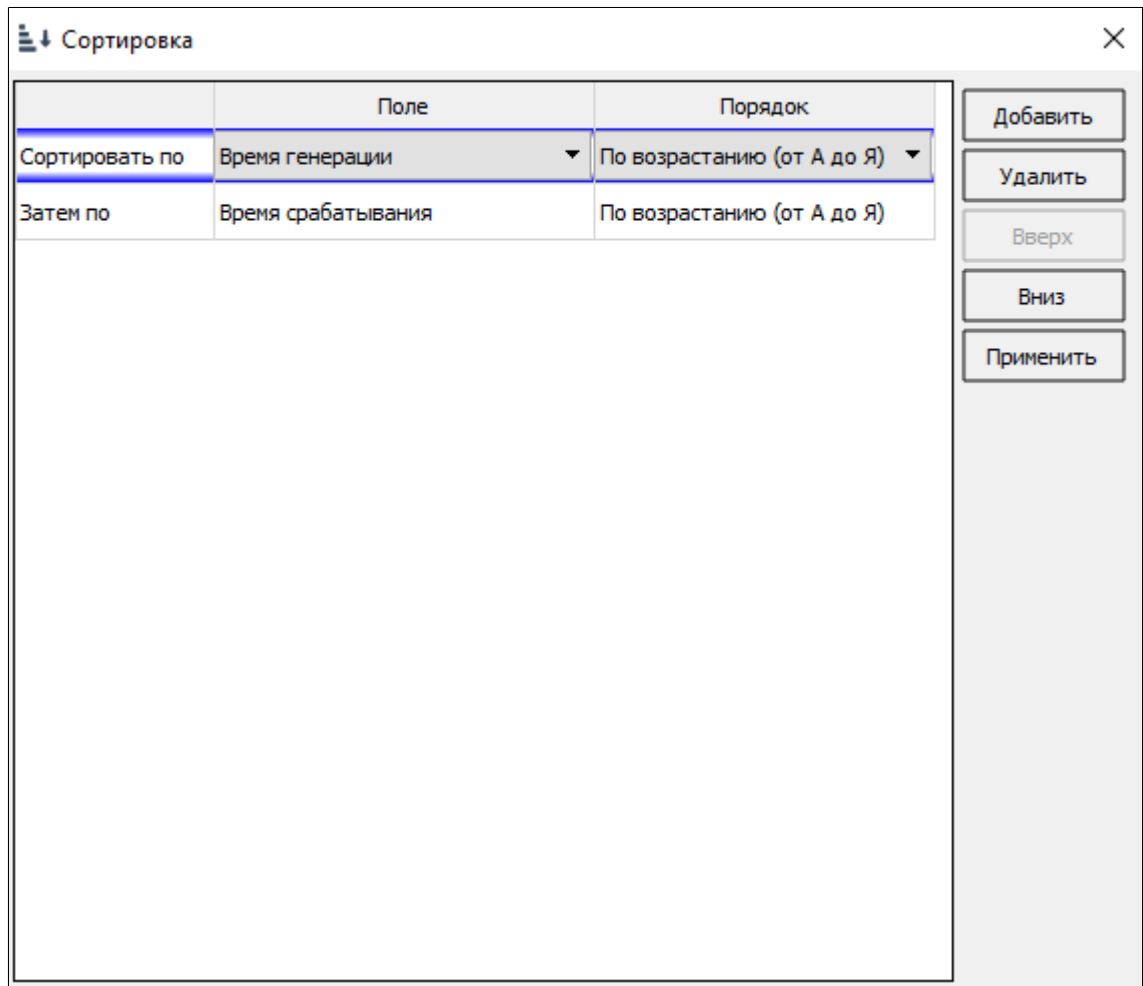 Сортировка
Поле Порядок Добавить
Сортировать по Время генерации По возрастанию (от А до Я) Удалить
Затем по Время срабатывания По возрастанию (от А до Я) Вверх
Вниз
Применить